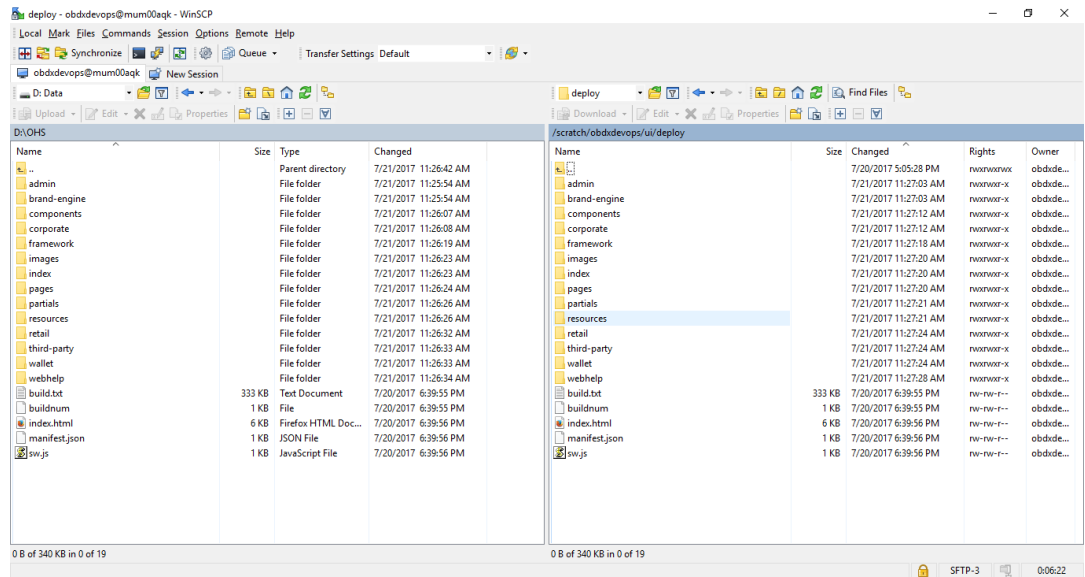 deploy - obdxdevops@mum00aqk - WinSCP
Local Mark Files Commands Session Options Remote Help
Synchronize Queue Transfer Settings Default
obdxdevops@mum00aqk New Session
D: Data
Upload Edit Properties
D:\OHS
Name Size Type Changed
.. Parent directory 7/21/2017 11:26:42 AM
admin File folder 7/21/2017 11:25:54 AM
brand-engine File folder 7/21/2017 11:25:54 AM
components File folder 7/21/2017 11:26:07 AM
corporate File folder 7/21/2017 11:26:08 AM
framework File folder 7/21/2017 11:26:19 AM
images File folder 7/21/2017 11:26:23 AM
index File folder 7/21/2017 11:26:23 AM
pages File folder 7/21/2017 11:26:24 AM
partials File folder 7/21/2017 11:26:26 AM
resources File folder 7/21/2017 11:26:26 AM
retail File folder 7/21/2017 11:26:32 AM
third-party File folder 7/21/2017 11:26:33 AM
wallet File folder 7/21/2017 11:26:33 AM
webhelp File folder 7/21/2017 11:26:34 AM
build.txt 333 KB Text Document 7/20/2017 6:39:55 PM
buildnum 1 KB File 7/20/2017 6:39:55 PM
index.html 6 KB Firefox HTML Doc... 7/20/2017 6:39:56 PM
manifest.json 1 KB JSON File 7/20/2017 6:39:56 PM
sw.js 1 KB JavaScript File 7/20/2017 6:39:56 PM
0 B of 340 KB in 0 of 19
deploy Find Files
Download Edit Properties
/scratch/obdxdevops/ui/deploy
Name Size Changed Rights Owner
.. 7/20/2017 5:05:28 PM rwxrwxrwx obdxde...
admin 7/21/2017 11:27:03 AM rwxrwxr-x obdxde...
brand-engine 7/21/2017 11:27:03 AM rwxrwxr-x obdxde...
components 7/21/2017 11:27:12 AM rwxrwxr-x obdxde...
corporate 7/21/2017 11:27:12 AM rwxrwxr-x obdxde...
framework 7/21/2017 11:27:18 AM rwxrwxr-x obdxde...
images 7/21/2017 11:27:20 AM rwxrwxr-x obdxde...
index 7/21/2017 11:27:20 AM rwxrwxr-x obdxde...
pages 7/21/2017 11:27:20 AM rwxrwxr-x obdxde...
partials 7/21/2017 11:27:21 AM rwxrwxr-x obdxde...
resources 7/21/2017 11:27:21 AM rwxrwxr-x obdxde...
retail 7/21/2017 11:27:24 AM rwxrwxr-x obdxde...
third-party 7/21/2017 11:27:24 AM rwxrwxr-x obdxde...
wallet 7/21/2017 11:27:24 AM rwxrwxr-x obdxde...
webhelp 7/21/2017 11:27:28 AM rwxrwxr-x obdxde...
build.txt 333 KB 7/20/2017 6:39:55 PM rw-rw-r-- obdxde...
buildnum 1 KB 7/20/2017 6:39:55 PM rw-rw-r-- obdxde...
index.html 6 KB 7/20/2017 6:39:56 PM rw-rw-r-- obdxde...
manifest.json 1 KB 7/20/2017 6:39:56 PM rw-rw-r-- obdxde...
sw.js 1 KB 7/20/2017 6:39:56 PM rw-rw-r-- obdxde...
0 B of 340 KB in 0 of 19
SFTP-3 0:06:22